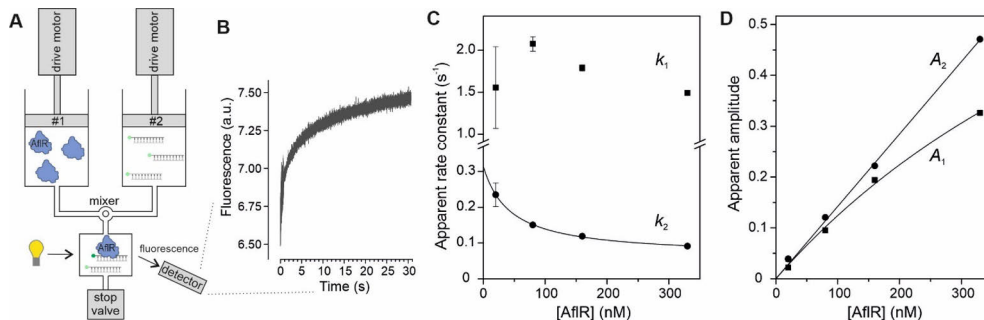 A
drive motor
drive motor
#1
#2
AflR
mixer
AflR
fluorescence
detector
stop
valve
B
Fluorescence (a.u.)
7.50
7.25
7.00
6.75
6.50
0 5 10 15 20 25 30
Time (s)
C
Apparent rate constant (s⁻¹)
2.0
1.5
1.0
0.3
0.2
0.1
0 100 200 300
[AflR] (nM)
k₁
k₂
D
Apparent amplitude
0.5
0.4
0.3
0.2
0.1
0
0 100 200 300
[AflR] (nM)
A₂
A₁